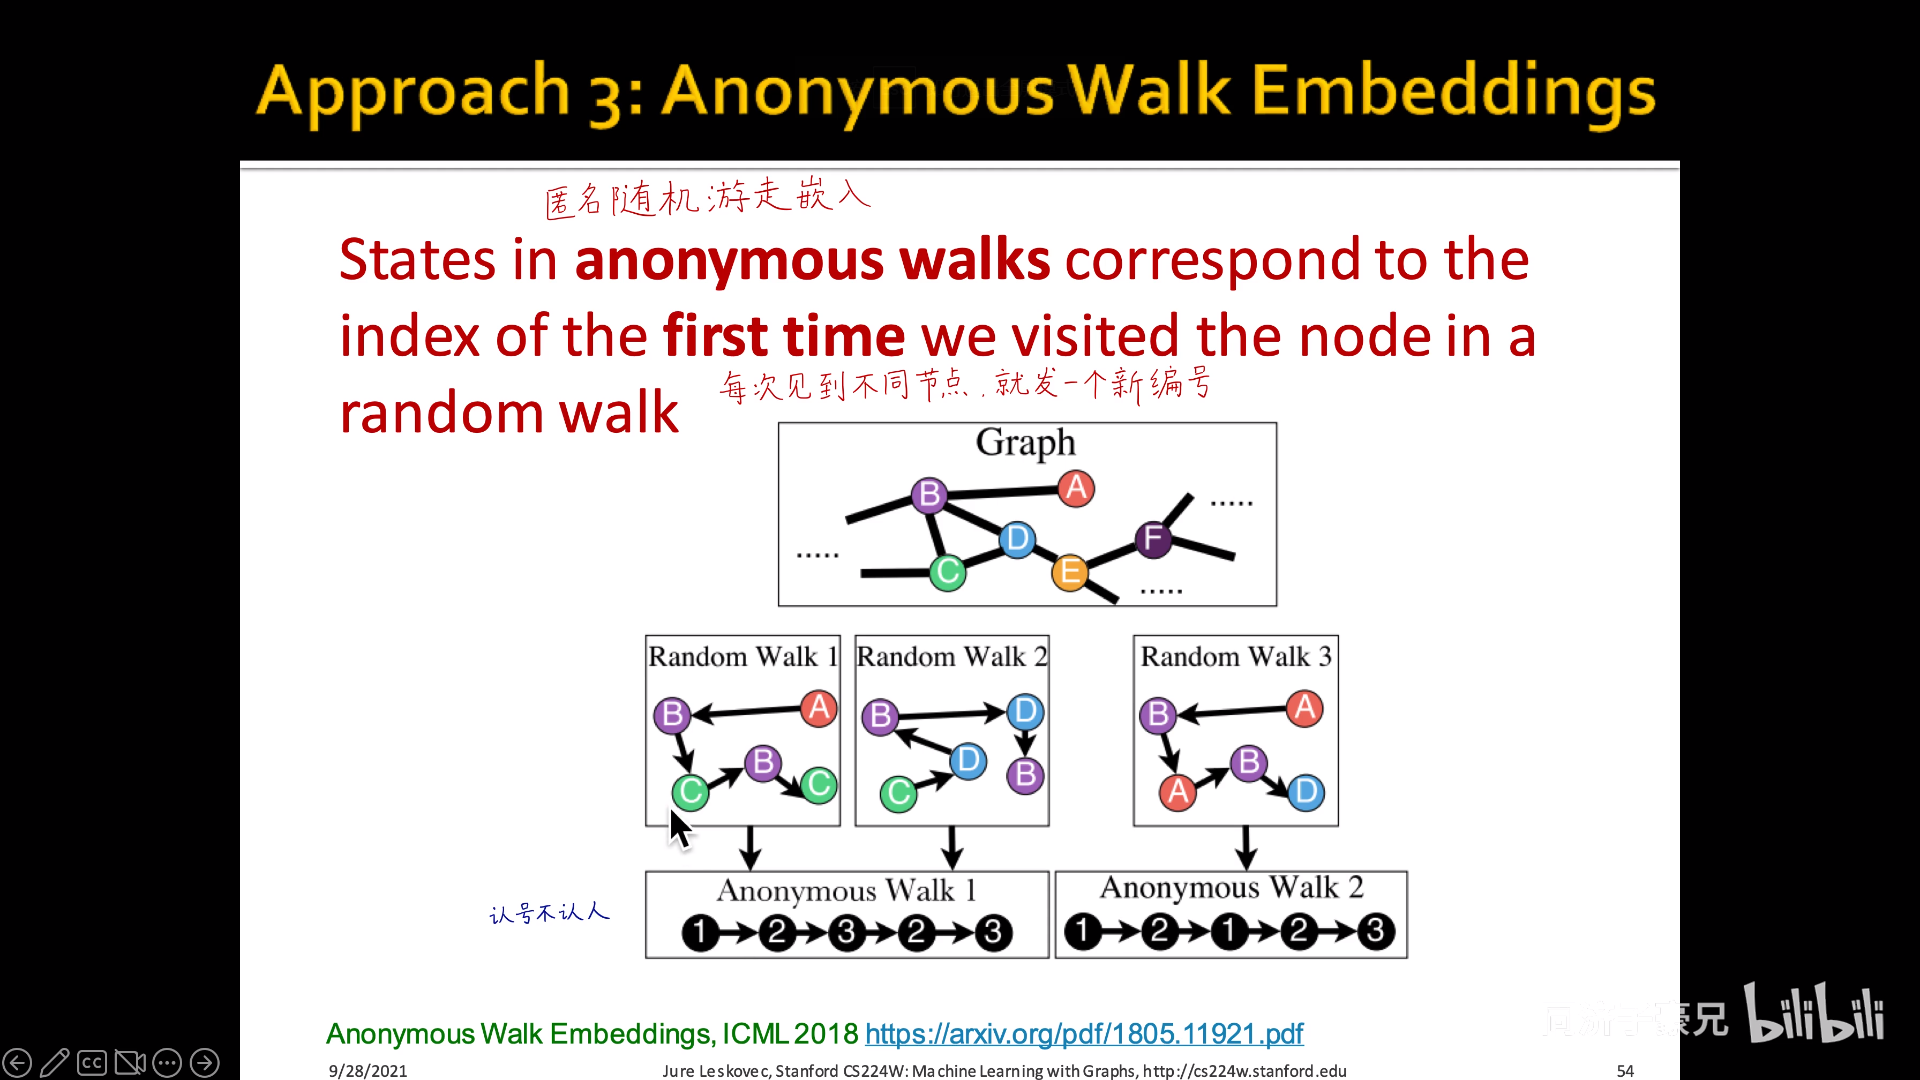 Approach 3: Anonymous Walk Embeddings
匿名随机游走嵌入
States in anonymous walks correspond to the
index of the first time we visited the node in a
random walk
每次见到不同节点.就发一个新编号
Graph
B
A
D
C
E
F
.....
.....
.....
Random Walk 1
B
A
C
B
C
Random Walk 2
B
D
D
C
B
Random Walk 3
B
A
B
A
D
认号不认人
Anonymous Walk 1
1 2 3 2 3
Anonymous Walk 2
1 2 1 2 3
Anonymous Walk Embeddings, ICML 2018 https://arxiv.org/pdf/1805.11921.pdf
子豪兄 bilibili
CC
9/28/2021
Jure Leskovec, Stanford CS224W: Machine Learning with Graphs, http://cs224w.stanford.edu
54